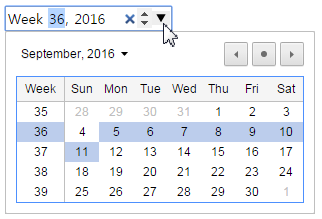 Week 36, 2016
September, 2016
Week Sun Mon Tue Wed Thu Fri Sat
35 28 29 30 31 1 2 3
36 4 5 6 7 8 9 10
37 11 12 13 14 15 16 17
38 18 19 20 21 22 23 24
39 25 26 27 28 29 30 1